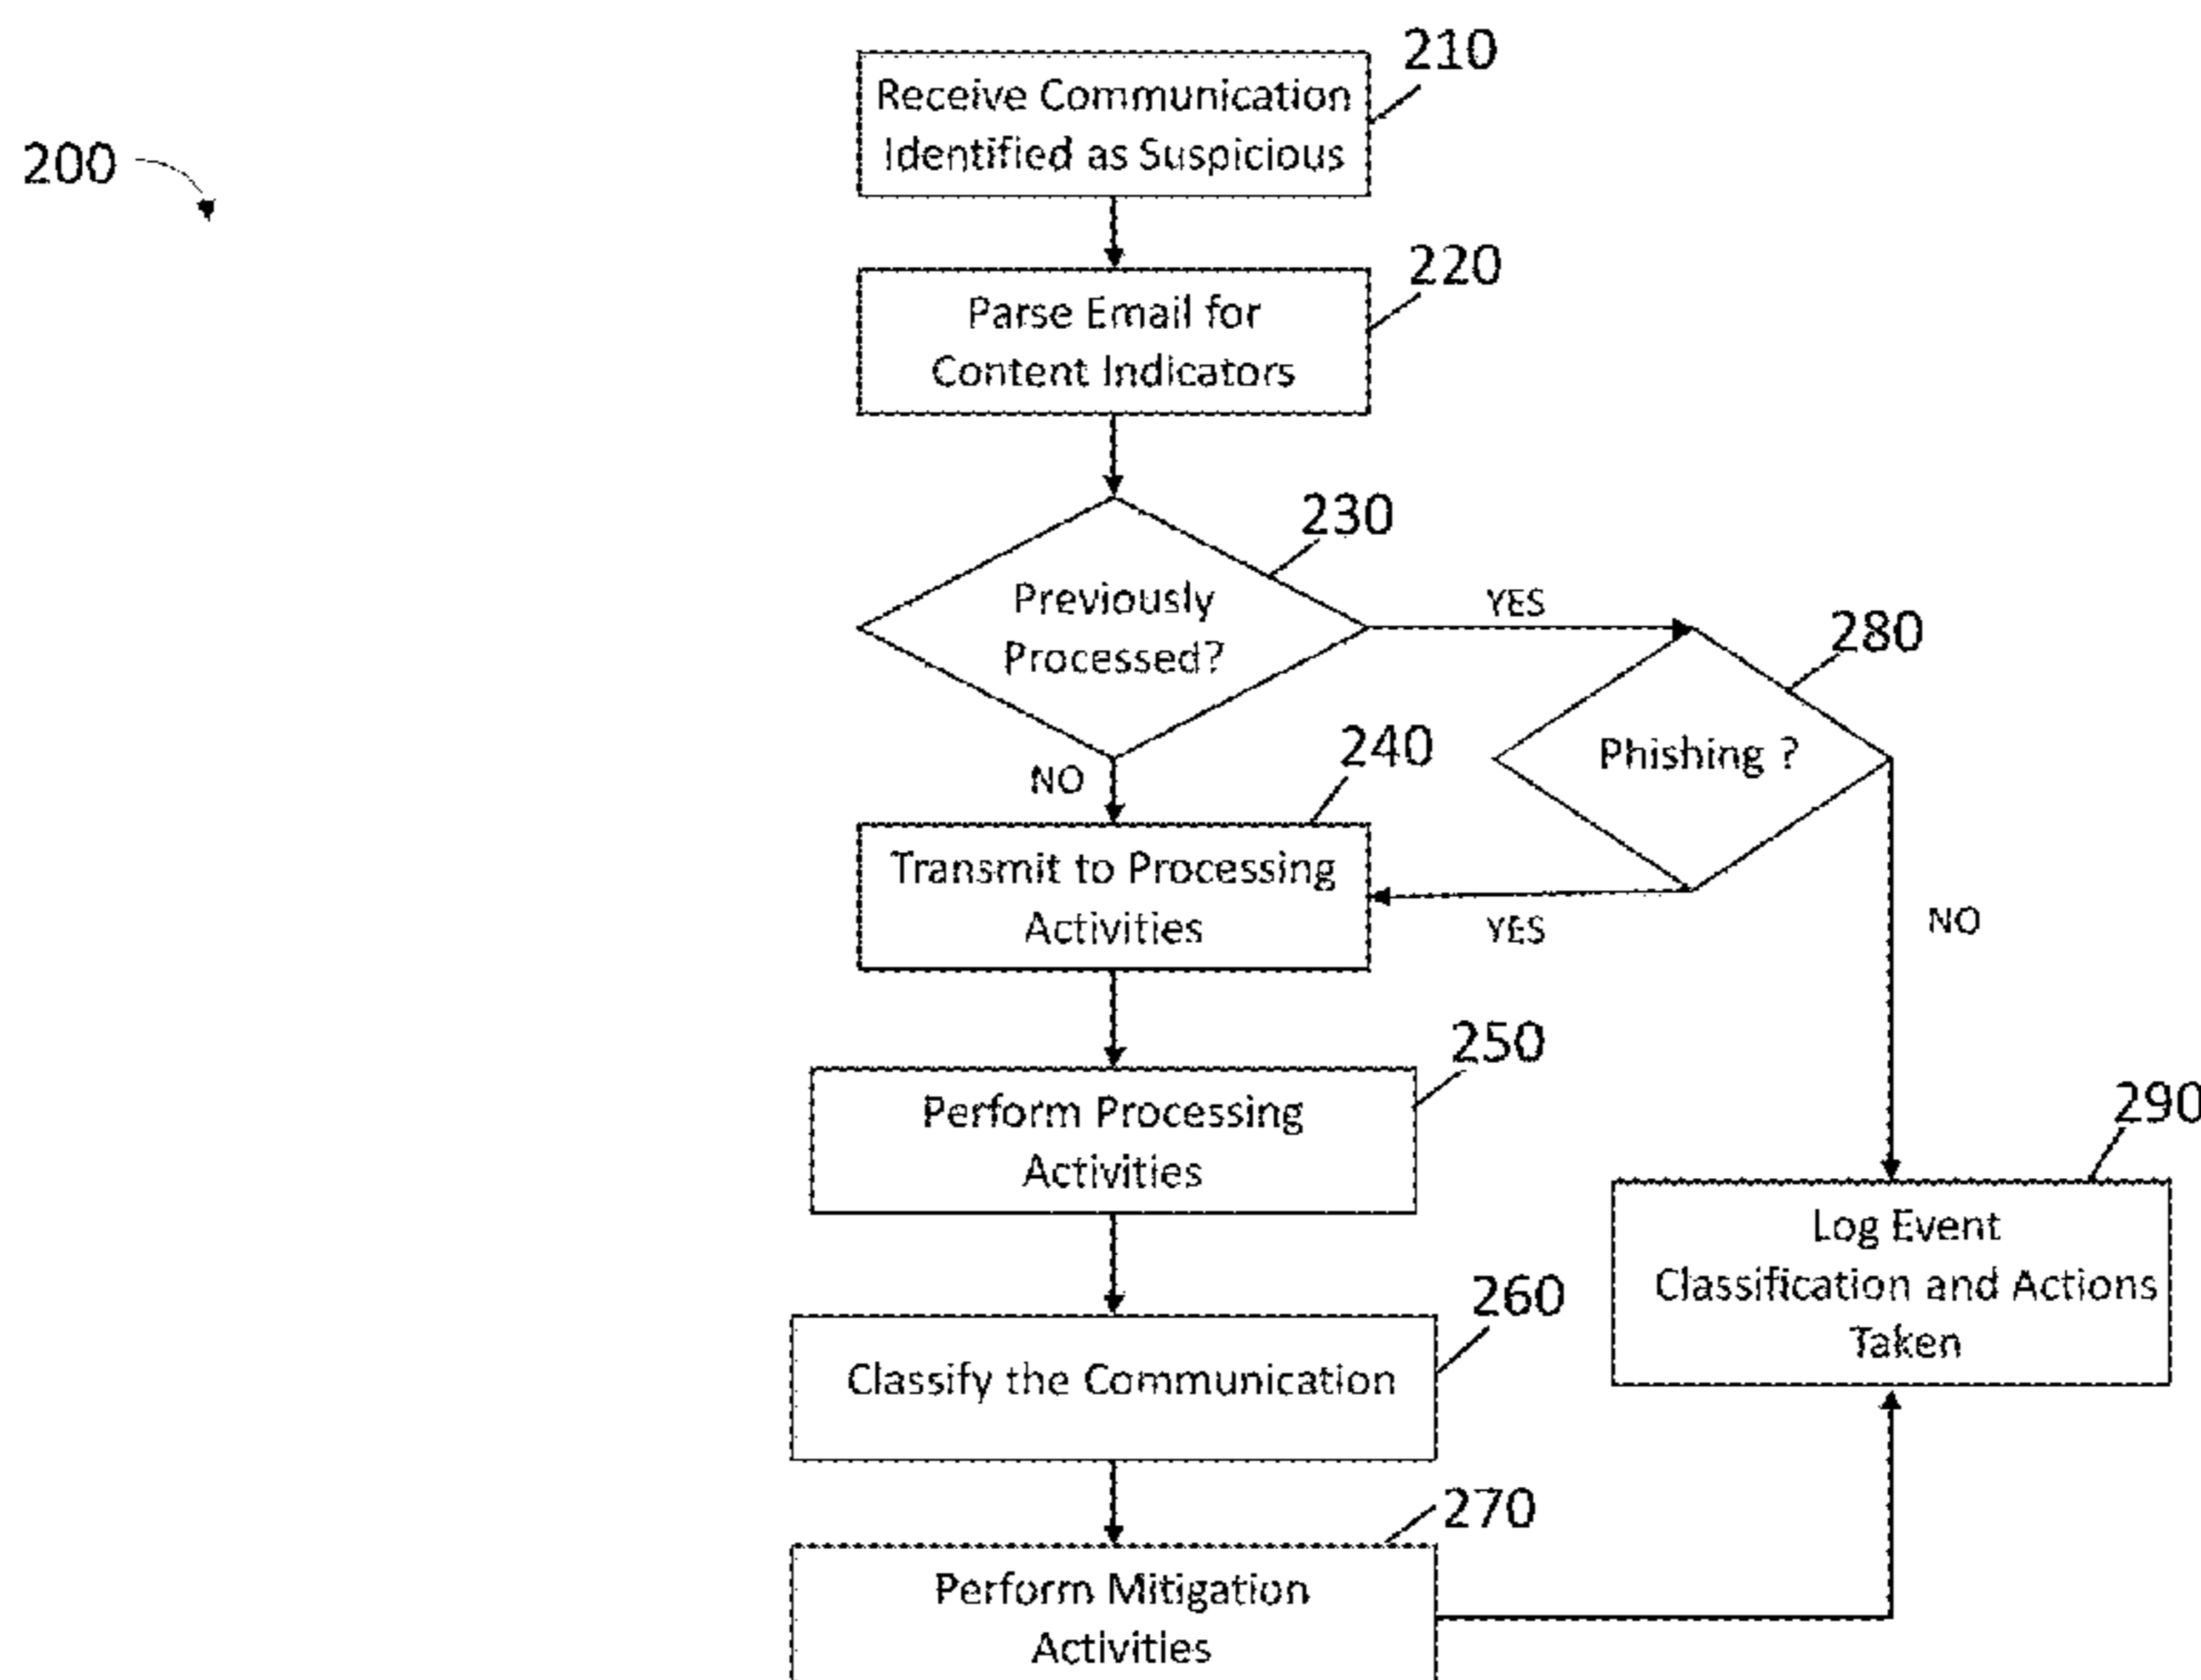 210
Receive Communication
Identified as Suspicious
200
220
Parse Email for
Content Indicators
230
Previously
Processed?
YES
280
Phishing ?
240
NO
Transmit to Processing
Activities
YES
NO
250
Perform Processing
Activities
290
Log Event
Classification and Actions
Taken
260
Classify the Communication
270
Perform Mitigation
Activities